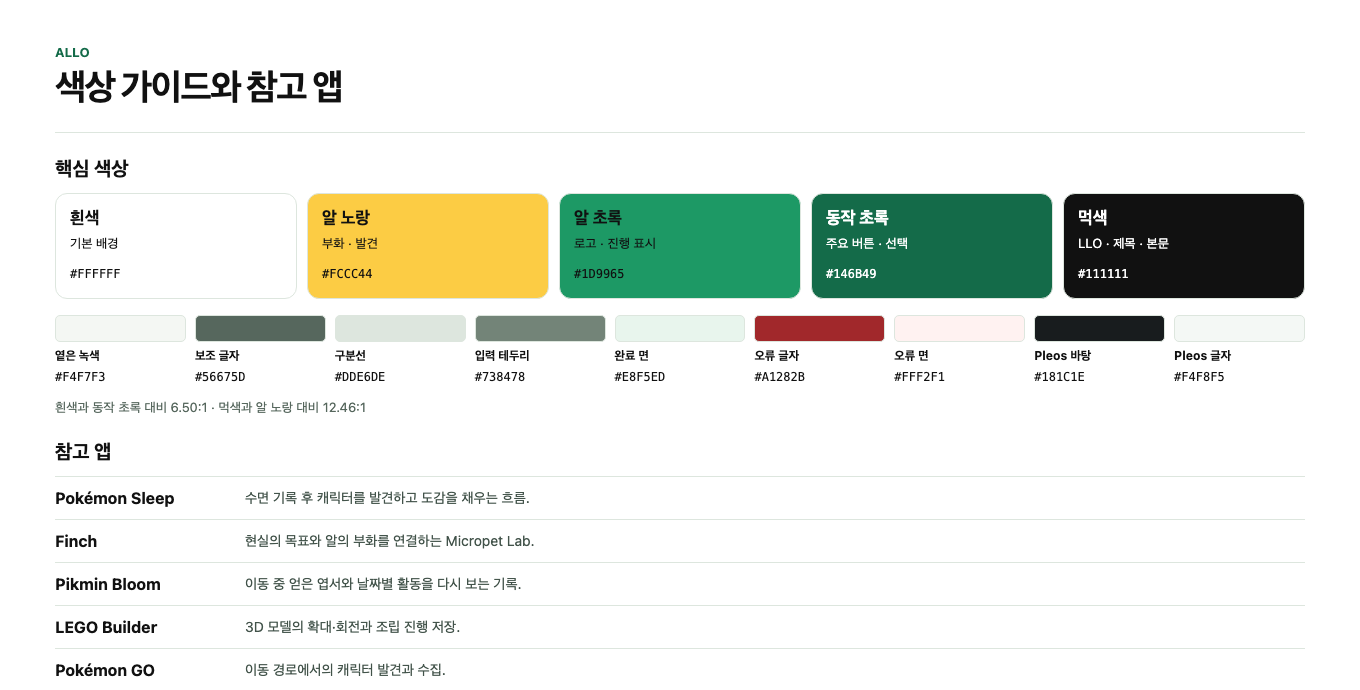 ALLO
색상 가이드와 참고 앱
핵심 색상
흰색
기본 배경
#FFFFFF
알 노랑
부화 · 발견
#FCCC44
알 초록
로고 · 진행 표시
#1D9965
동작 초록
주요 버튼 · 선택
#146B49
먹색
LLO · 제목 · 본문
#111111
옅은 녹색
#F4F7F3
보조 글자
#56675D
구분선
#DDE6DE
입력 테두리
#738478
완료 면
#E8F5ED
오류 글자
#A1282B
오류 면
#FFF2F1
Pleos 바탕
#181C1E
Pleos 글자
#F4F8F5
흰색과 동작 초록 대비 6.50:1 · 먹색과 알 노랑 대비 12.46:1
참고 앱
Pokémon Sleep 수면 기록 후 캐릭터를 발견하고 도감을 채우는 흐름.
Finch 현실의 목표와 알의 부화를 연결하는 Micropet Lab.
Pikmin Bloom 이동 중 얻은 엽서와 날짜별 활동을 다시 보는 기록.
LEGO Builder 3D 모델의 확대·회전과 조립 진행 저장.
Pokémon GO 이동 경로에서의 캐릭터 발견과 수집.